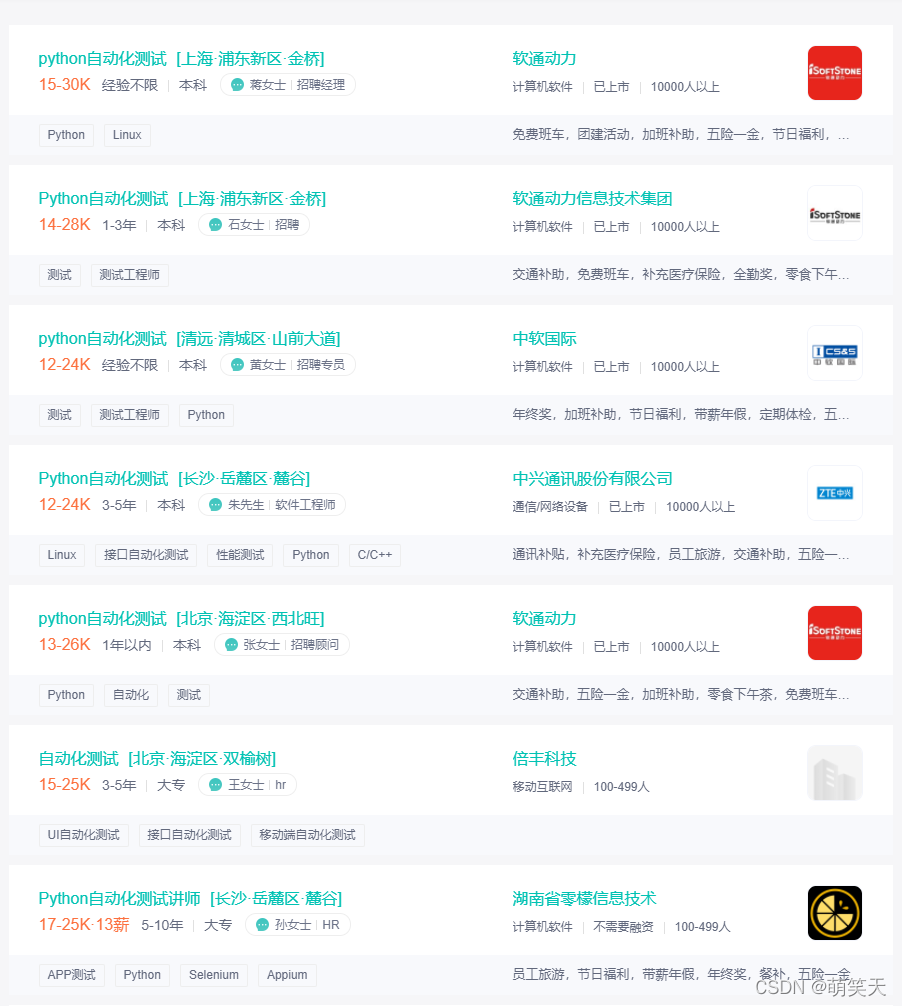 python自动化测试 [上海·浦东新区·金桥] 软通动力
15-30K 经验不限 本科 蒋女士 招聘经理 计算机软件 已上市 10000人以上
iSOFTSTONE
Python Linux 免费班车，团建活动，加班补助，五险一金，节日福利，...
Python自动化测试 [上海·浦东新区·金桥] 软通动力信息技术集团
14-28K 1-3年 本科 石女士 招聘 计算机软件 已上市 10000人以上
iSOFTSTONE
测试 测试工程师 交通补助，免费班车，补充医疗保险，全勤奖，零食下午...
python自动化测试 [清远·清城区·山前大道] 中软国际
12-24K 经验不限 本科 黄女士 招聘专员 计算机软件 已上市 10000人以上
CS&S
中软国际
测试 测试工程师 Python 年终奖，加班补助，节日福利，带薪年假，定期体检，五...
Python自动化测试 [长沙·岳麓区·麓谷] 中兴通讯股份有限公司
12-24K 3-5年 本科 朱先生 软件工程师 通信/网络设备 已上市 10000人以上
ZTE中兴
Linux 接口自动化测试 性能测试 Python C/C++ 通讯补贴，补充医疗保险，员工旅游，交通补助，五险一...
python自动化测试 [北京·海淀区·西北旺] 软通动力
13-26K 1年以内 本科 张女士 招聘顾问 计算机软件 已上市 10000人以上
iSOFTSTONE
Python 自动化 测试 交通补助，五险一金，加班补助，零食下午茶，免费班车...
自动化测试 [北京·海淀区·双榆树] 倍丰科技
15-25K 3-5年 大专 王女士 hr 移动互联网 100-499人
UI自动化测试 接口自动化测试 移动端自动化测试
Python自动化测试讲师 [长沙·岳麓区·麓谷] 湖南省零檬信息技术
17-25K·13薪 5-10年 大专 孙女士 HR 计算机软件 不需要融资 100-499人
APP测试 Python Selenium Appium 员工旅游，节日福利，带薪年假，年终奖，餐补，五险一金
CSDN @萌笑天